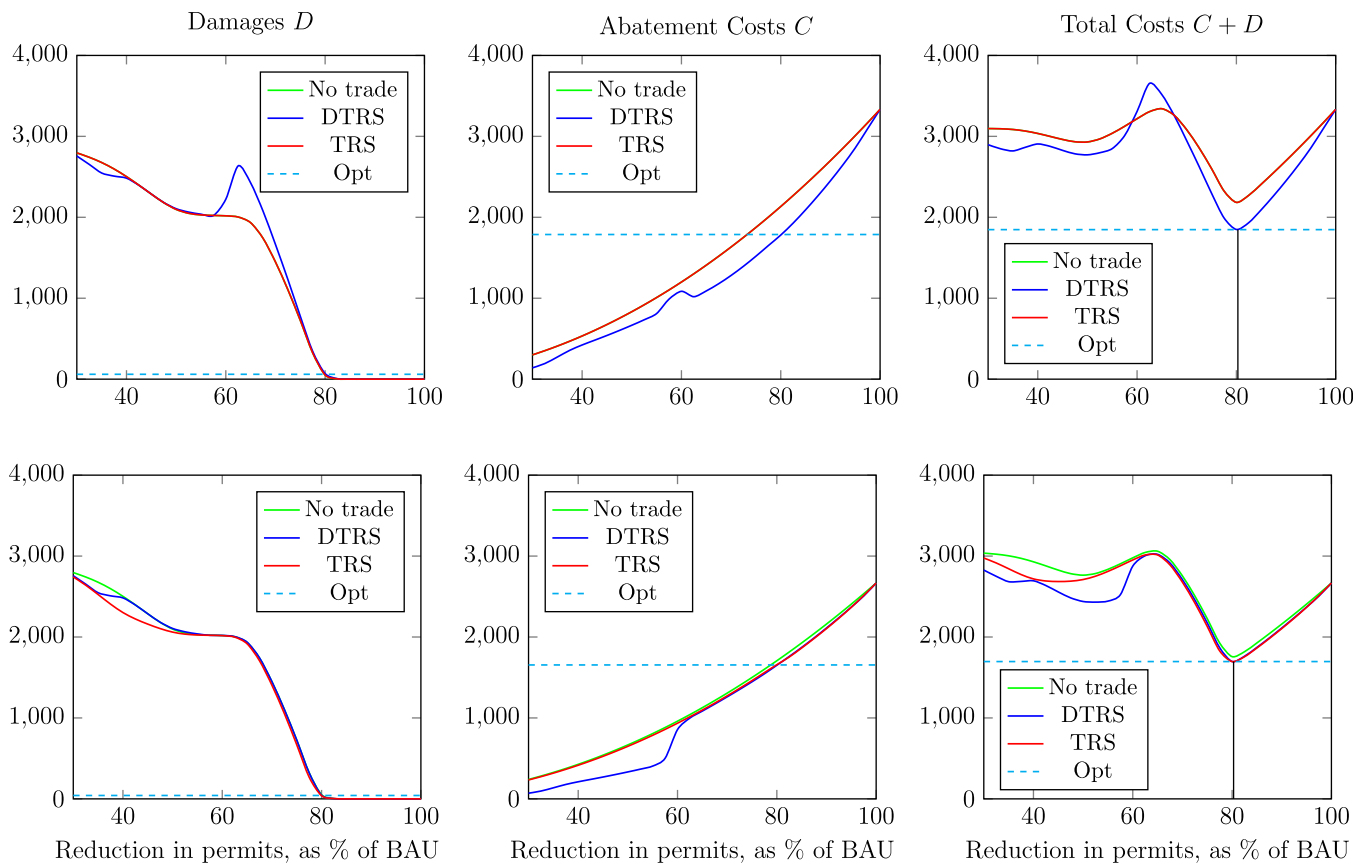 Damages D
Abatement Costs C
Total Costs C + D
4,000
3,000
2,000
1,000
0
40
60
80
100
No trade
DTRS
TRS
Opt
4,000
3,000
2,000
1,000
0
40
60
80
100
No trade
DTRS
TRS
Opt
4,000
3,000
2,000
1,000
0
40
60
80
100
No trade
DTRS
TRS
Opt
4,000
3,000
2,000
1,000
0
40
60
80
100
No trade
DTRS
TRS
Opt
Reduction in permits, as % of BAU
4,000
3,000
2,000
1,000
0
40
60
80
100
No trade
DTRS
TRS
Opt
Reduction in permits, as % of BAU
4,000
3,000
2,000
1,000
0
40
60
80
100
No trade
DTRS
TRS
Opt
Reduction in permits, as % of BAU